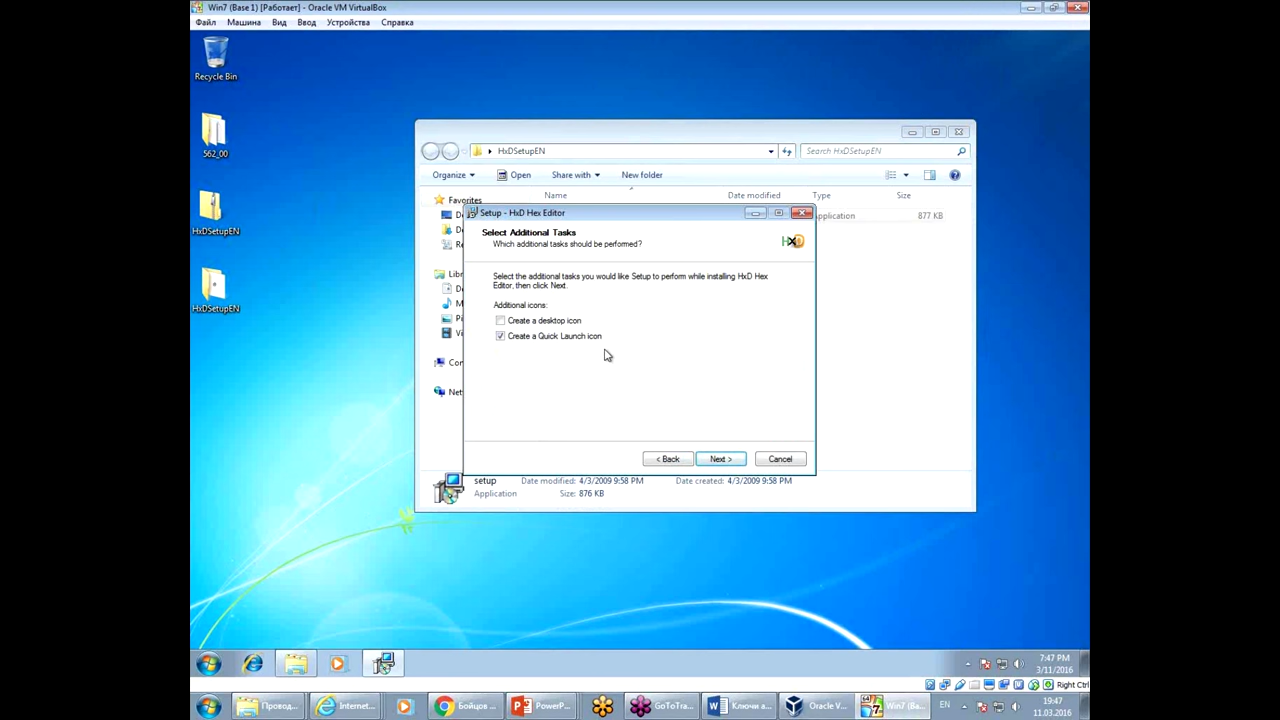 Win7 (Base 1) [Работает] - Oracle VM VirtualBox
Файл Машина Вид Ввод Устройства Справка
Recycle Bin
562_00
HxDSetupEN
HxDSetupEN
HxDSetupEN
Search HxDSetupEN
Organize
Open
Share with
New folder
Name
Date modified
Type
Size
Favorites
Application
877 KB
Setup - HxD Hex Editor
Select Additional Tasks
Which additional tasks should be performed?
Select the additional tasks you would like Setup to perform while installing HxD Hex
Editor, then click Next.
Additional icons:
Create a desktop icon
Create a Quick Launch icon
< Back
Next >
Cancel
setup
Date modified: 4/3/2009 9:58 PM
Date created: 4/3/2009 9:58 PM
Application
Size: 876 KB
7:47 PM
3/11/2016
Right Ctrl
Провод...
Internet...
Бойцов ...
PowerP...
GoToTra...
Ключи а...
Oracle V...
Win7 (Ba...
EN
19:47
11.03.2016